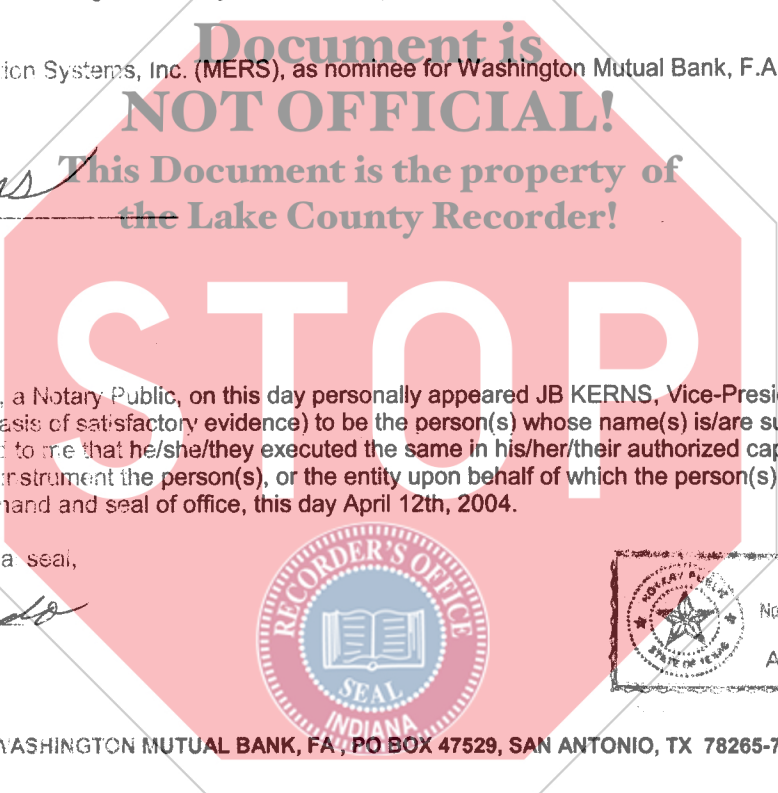 Document is
tion Systems, Inc. (MERS), as nominee for Washington Mutual Bank, F.A
NOT OFFICIAL!
This Document is the property of
the Lake County Recorder!
STOP
, a Notary Public, on this day personally appeared JB KERNS, Vice-Presi
asis of satisfactory evidence) to be the person(s) whose name(s) is/are su
to me that he/she/they executed the same in his/her/their authorized cap
nstrument the person(s), or the entity upon behalf of which the person(s)
hand and seal of office, this day April 12th, 2004.
a seal,
RECORDER'S OFFICE
SEAL
INDIANA
NOTARY PUBLIC
STATE OF TEXAS
No
A
WASHINGTON MUTUAL BANK, FA, PO BOX 47529, SAN ANTONIO, TX 78265-7